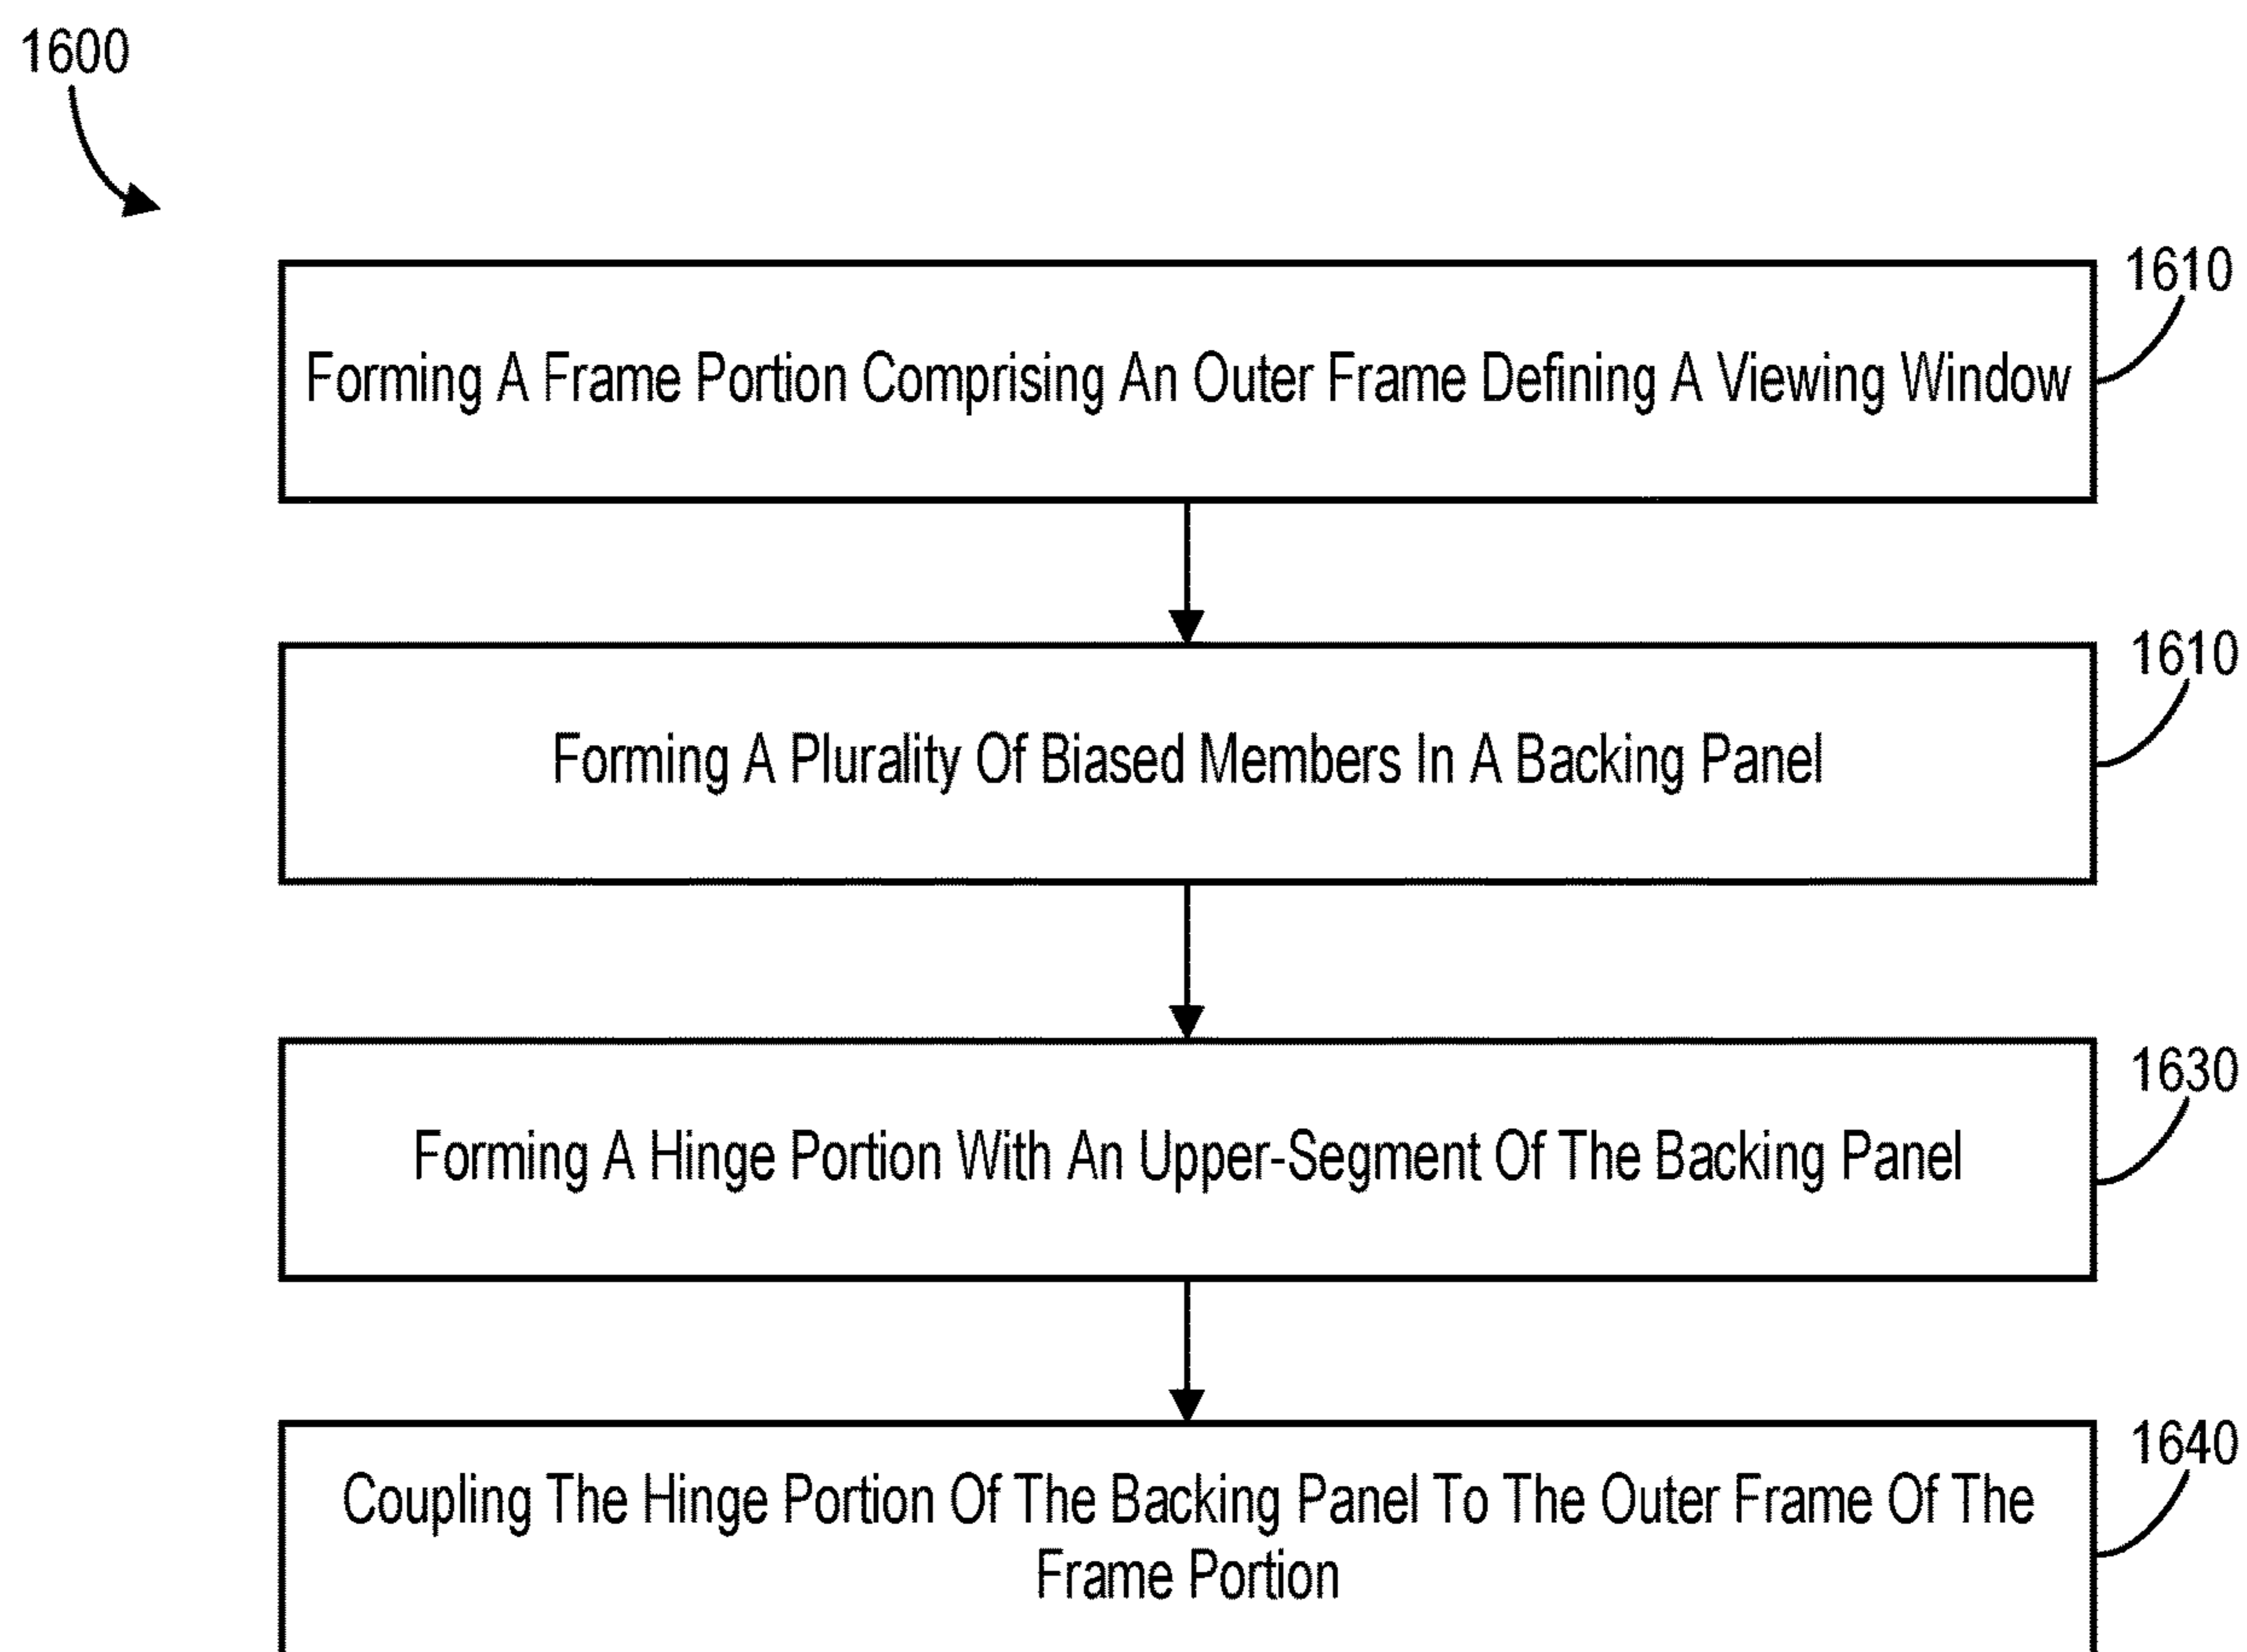 1600
1610
Forming A Frame Portion Comprising An Outer Frame Defining A Viewing Window
1610
Forming A Plurality Of Biased Members In A Backing Panel
1630
Forming A Hinge Portion With An Upper-Segment Of The Backing Panel
1640
Coupling The Hinge Portion Of The Backing Panel To The Outer Frame Of The
Frame Portion